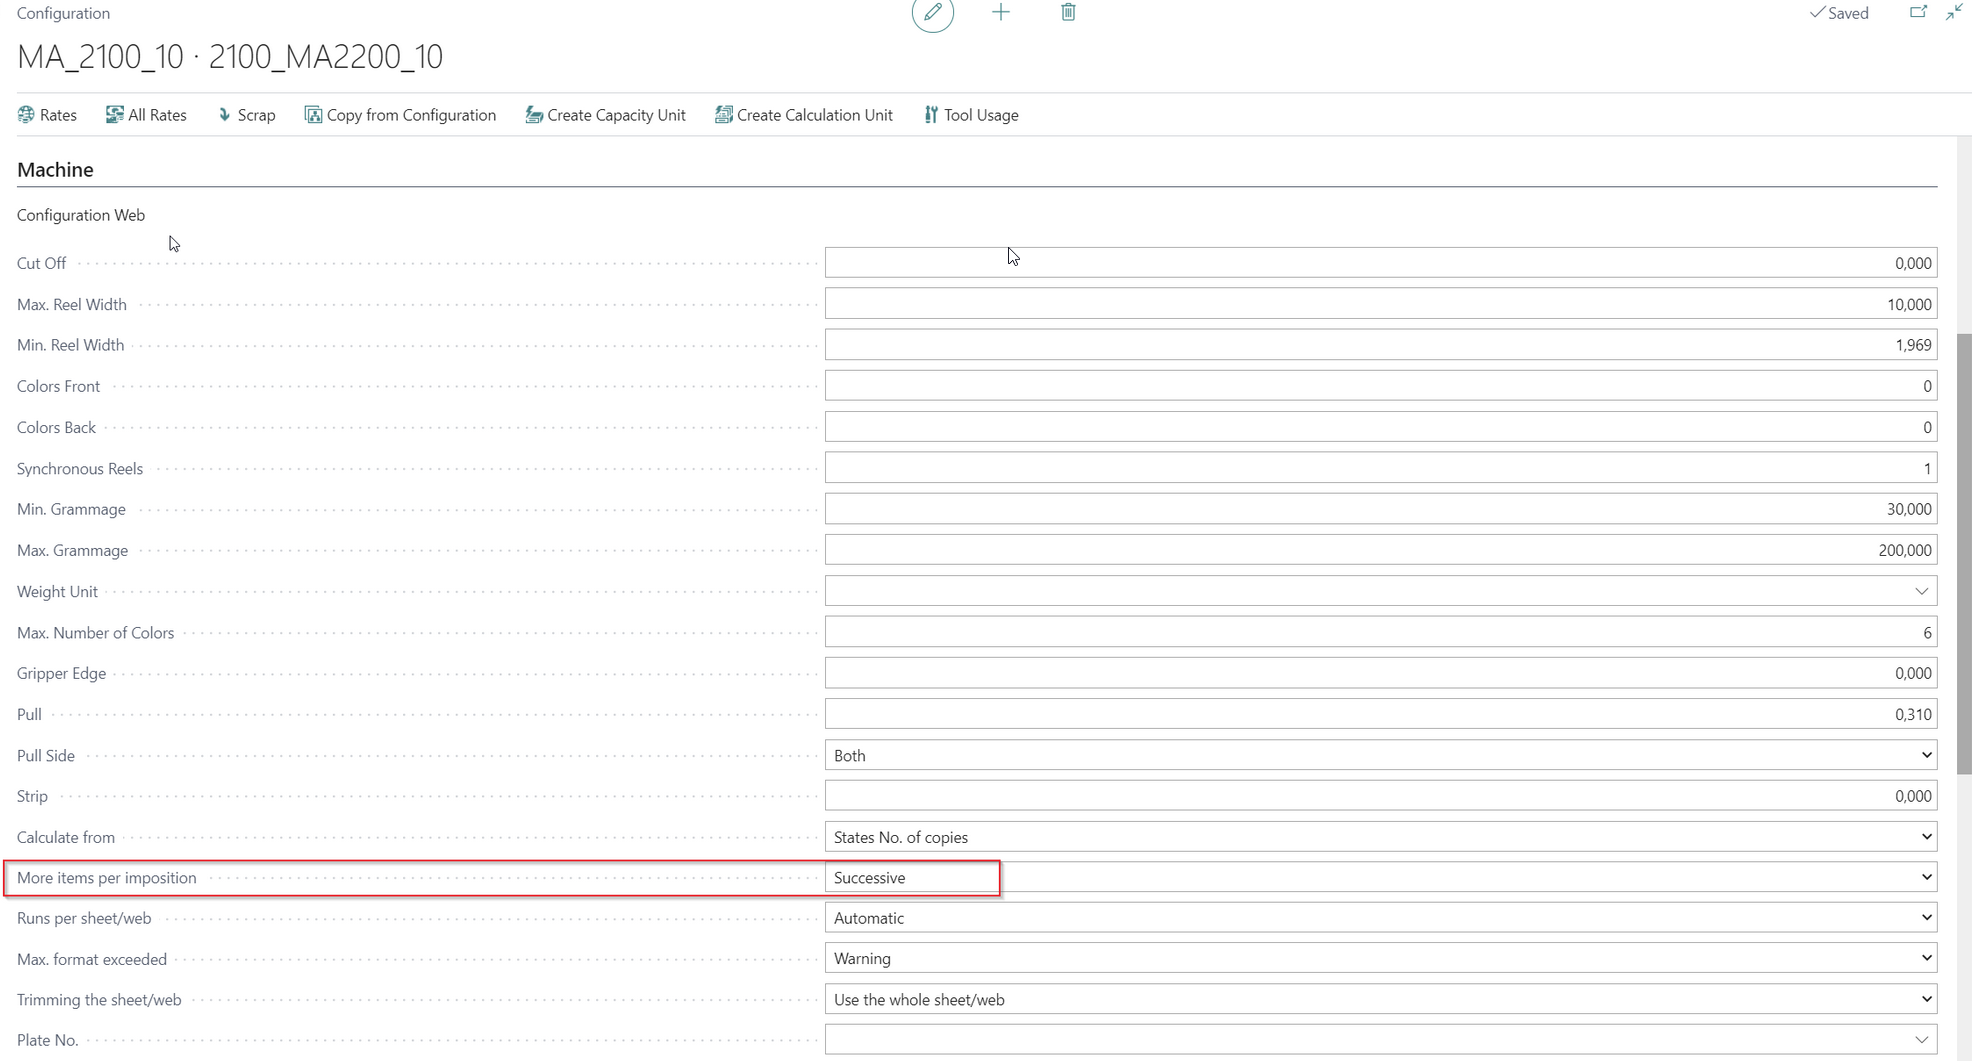 Configuration
Saved
MA_2100_10 · 2100_MA2200_10
Rates All Rates Scrap Copy from Configuration Create Capacity Unit Create Calculation Unit Tool Usage
Machine
Configuration Web
Cut Off 0,000
Max. Reel Width 10,000
Min. Reel Width 1,969
Colors Front 0
Colors Back 0
Synchronous Reels 1
Min. Grammage 30,000
Max. Grammage 200,000
Weight Unit
Max. Number of Colors 6
Gripper Edge 0,000
Pull 0,310
Pull Side Both
Strip 0,000
Calculate from States No. of copies
More items per imposition Successive
Runs per sheet/web Automatic
Max. format exceeded Warning
Trimming the sheet/web Use the whole sheet/web
Plate No.